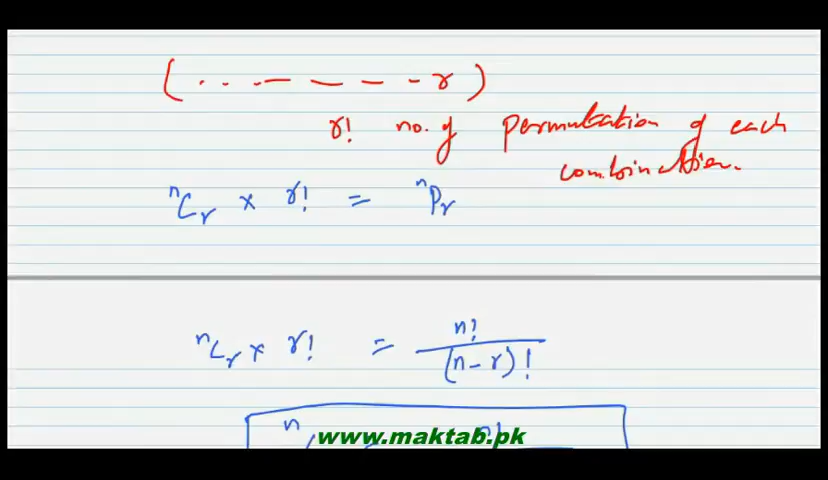 ( . . . — — — - r )
r! no. of permutation of each
combination.
ⁿCᵣ × r! = ⁿPᵣ
ⁿCᵣ × r! = n! / (n - r)!
n n!
www.maktab.pk